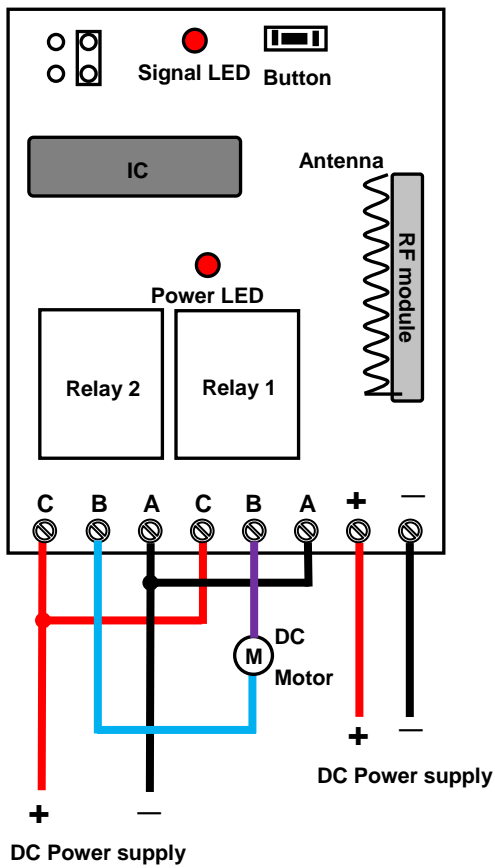 Signal LED
Button
IC
Antenna
RF module
Power LED
Relay 2
Relay 1
C B A C B A + —
DC
M
Motor
+ —
DC Power supply
+ —
DC Power supply